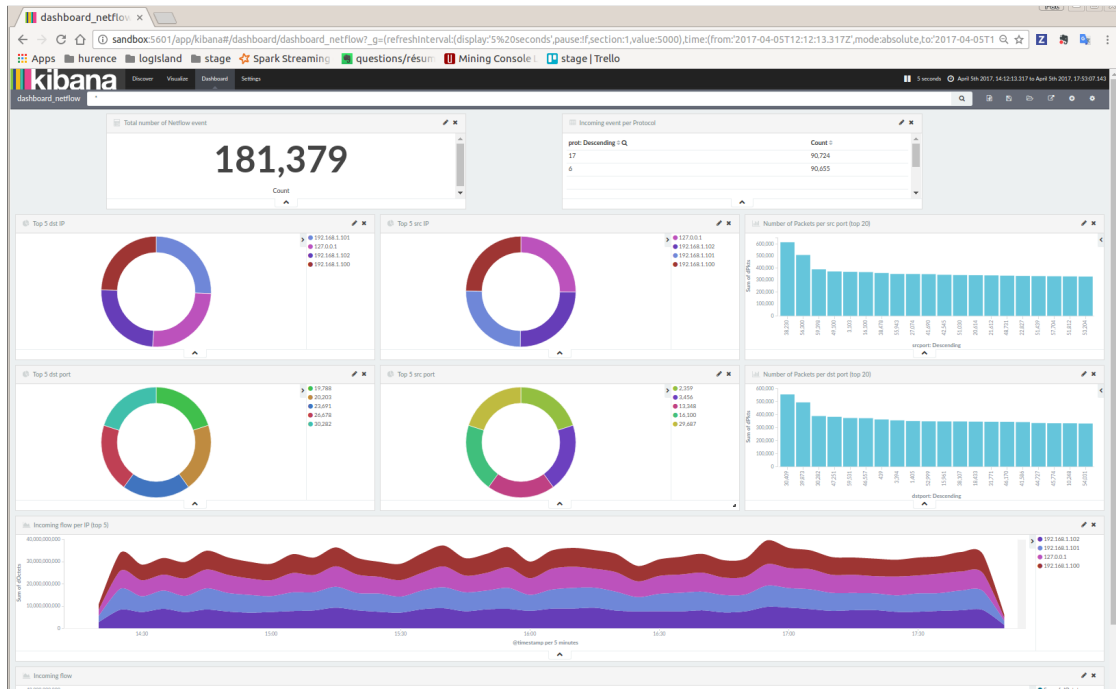 dashboard_netflow ×
sandbox:5601/app/kibana#/dashboard/dashboard_netflow?_g=(refreshInterval:(display:'5%20seconds',pause:!f,section:1,value:5000),time:(from:'2017-04-05T12:12:13.317Z',mode:absolute,to:'2017-04-05T1
Apps hurence logisland stage Spark Streaming questions/résum Mining Console stage | Trello
kibana Discover Visualize Dashboard Settings 5 seconds April 5th 2017, 14:12:13.317 to April 5th 2017, 17:53:07.143
dashboard_netflow *
Total number of Netflow event
181,379
Count
Incoming event per Protocol
prot: Descending Count
17 90,724
6 90,655
Top 5 dst IP
192.168.1.101
127.0.0.1
192.168.1.102
192.168.1.100
Top 5 src IP
127.0.0.1
192.168.1.102
192.168.1.101
192.168.1.100
Number of Packets per src port (top 20)
Sum of dPkts
600,000
500,000
400,000
300,000
200,000
100,000
0
srcport: Descending
Top 5 dst port
19,788
20,203
23,691
26,678
30,282
Top 5 src port
2,359
3,456
13,348
16,100
29,687
Number of Packets per dst port (top 20)
Sum of dPkts
600,000
500,000
400,000
300,000
200,000
100,000
0
dstport: Descending
Incoming flow per IP (top 5)
Sum of dOctets
40,000,000,000
30,000,000,000
20,000,000,000
10,000,000,000
0
14:30 15:00 15:30 16:00 16:30 17:00 17:30
@timestamp per 5 minutes
192.168.1.102
192.168.1.101
127.0.0.1
192.168.1.100
Incoming flow